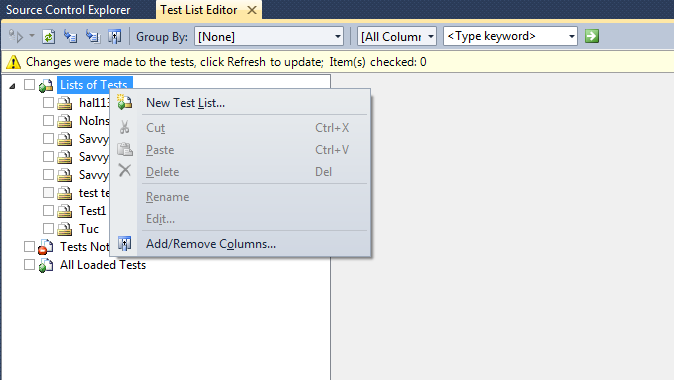 Source Control Explorer Test List Editor
Group By: [None] [All Column <Type keyword>
Changes were made to the tests, click Refresh to update; Item(s) checked: 0
Lists of Tests
hal113
New Test List...
NoIns
Cut Ctrl+X
Savvy
Paste Ctrl+V
Savvy
Delete Del
Savvy
test te
Rename
Test1
Edit...
Tuc
Add/Remove Columns...
Tests Not
All Loaded Tests